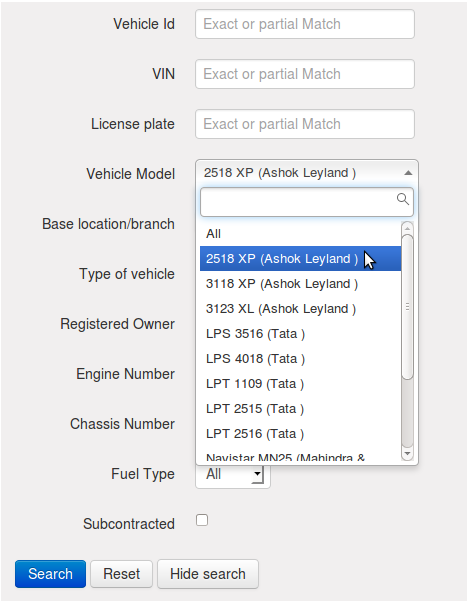 Vehicle Id Exact or partial Match
VIN Exact or partial Match
License plate Exact or partial Match
Vehicle Model 2518 XP (Ashok Leyland )
Base location/branch
All
2518 XP (Ashok Leyland )
Type of vehicle
3118 XP (Ashok Leyland )
3123 XL (Ashok Leyland )
Registered Owner
LPS 3516 (Tata )
LPS 4018 (Tata )
Engine Number
LPT 1109 (Tata )
LPT 2515 (Tata )
Chassis Number
LPT 2516 (Tata )
Navistar MN25 (Mahindra &
Fuel Type All
Subcontracted
Search Reset Hide search